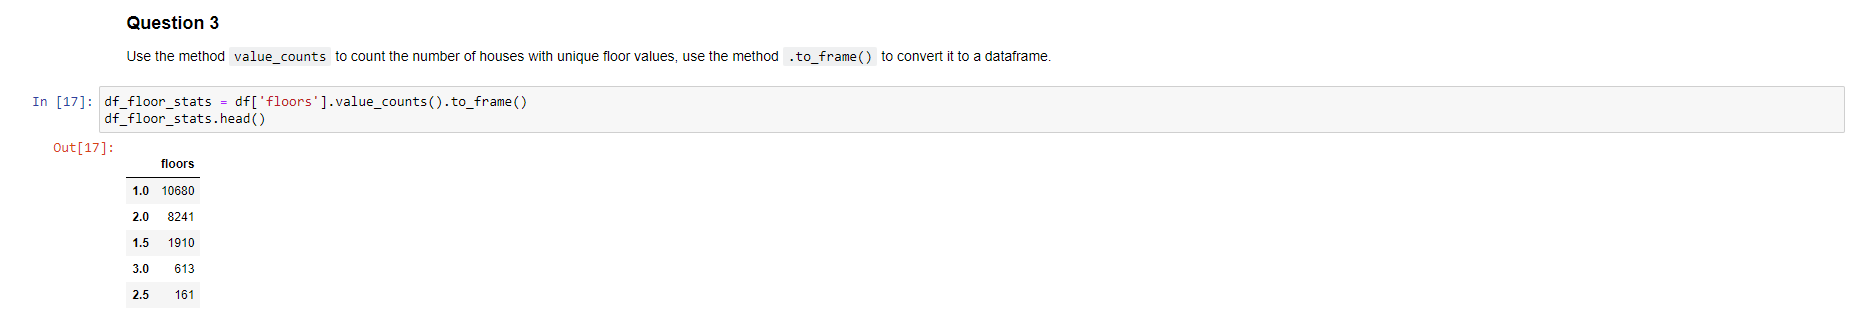 Question 3
Use the method value_counts to count the number of houses with unique floor values, use the method .to_frame() to convert it to a dataframe.
In [17]: df_floor_stats = df['floors'].value_counts().to_frame()
df_floor_stats.head()
Out[17]:
floors
1.0 10680
2.0 8241
1.5 1910
3.0 613
2.5 161